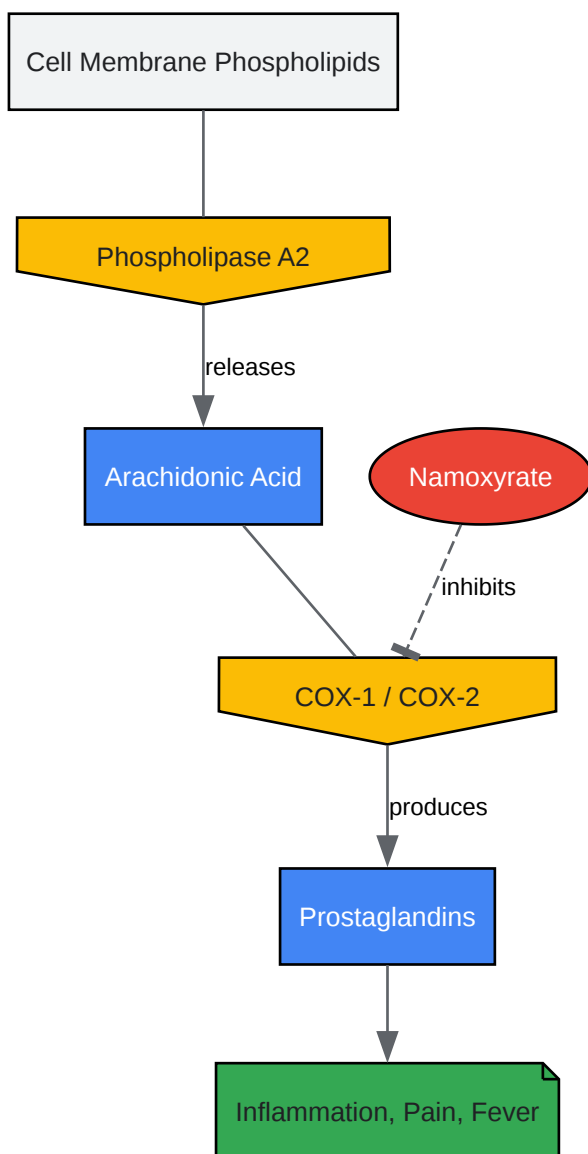 Cell Membrane Phospholipids
Phospholipase A2
releases
Arachidonic Acid
Namoxyrate
inhibits
COX-1 / COX-2
produces
Prostaglandins
Inflammation, Pain, Fever